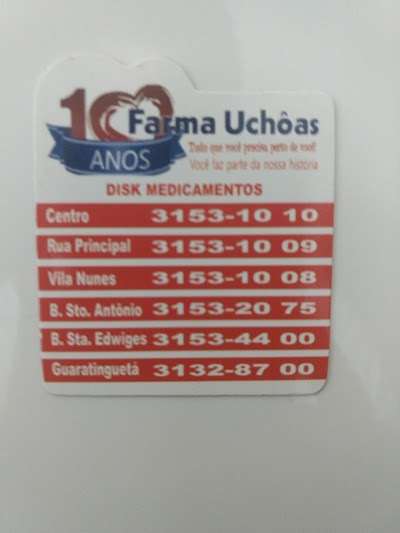 100 Farma Uchôas
ANOS
Tudo que você precisa perto de você!
Você faz parte da nossa história
DISK MEDICAMENTOS
Centro 3153-10 10
Rua Principal 3153-10 09
Vila Nunes 3153-10 08
B. Sto. Antônio 3153-20 75
B. Sta. Edwiges 3153-44 00
Guaratinguetá 3132-87 00